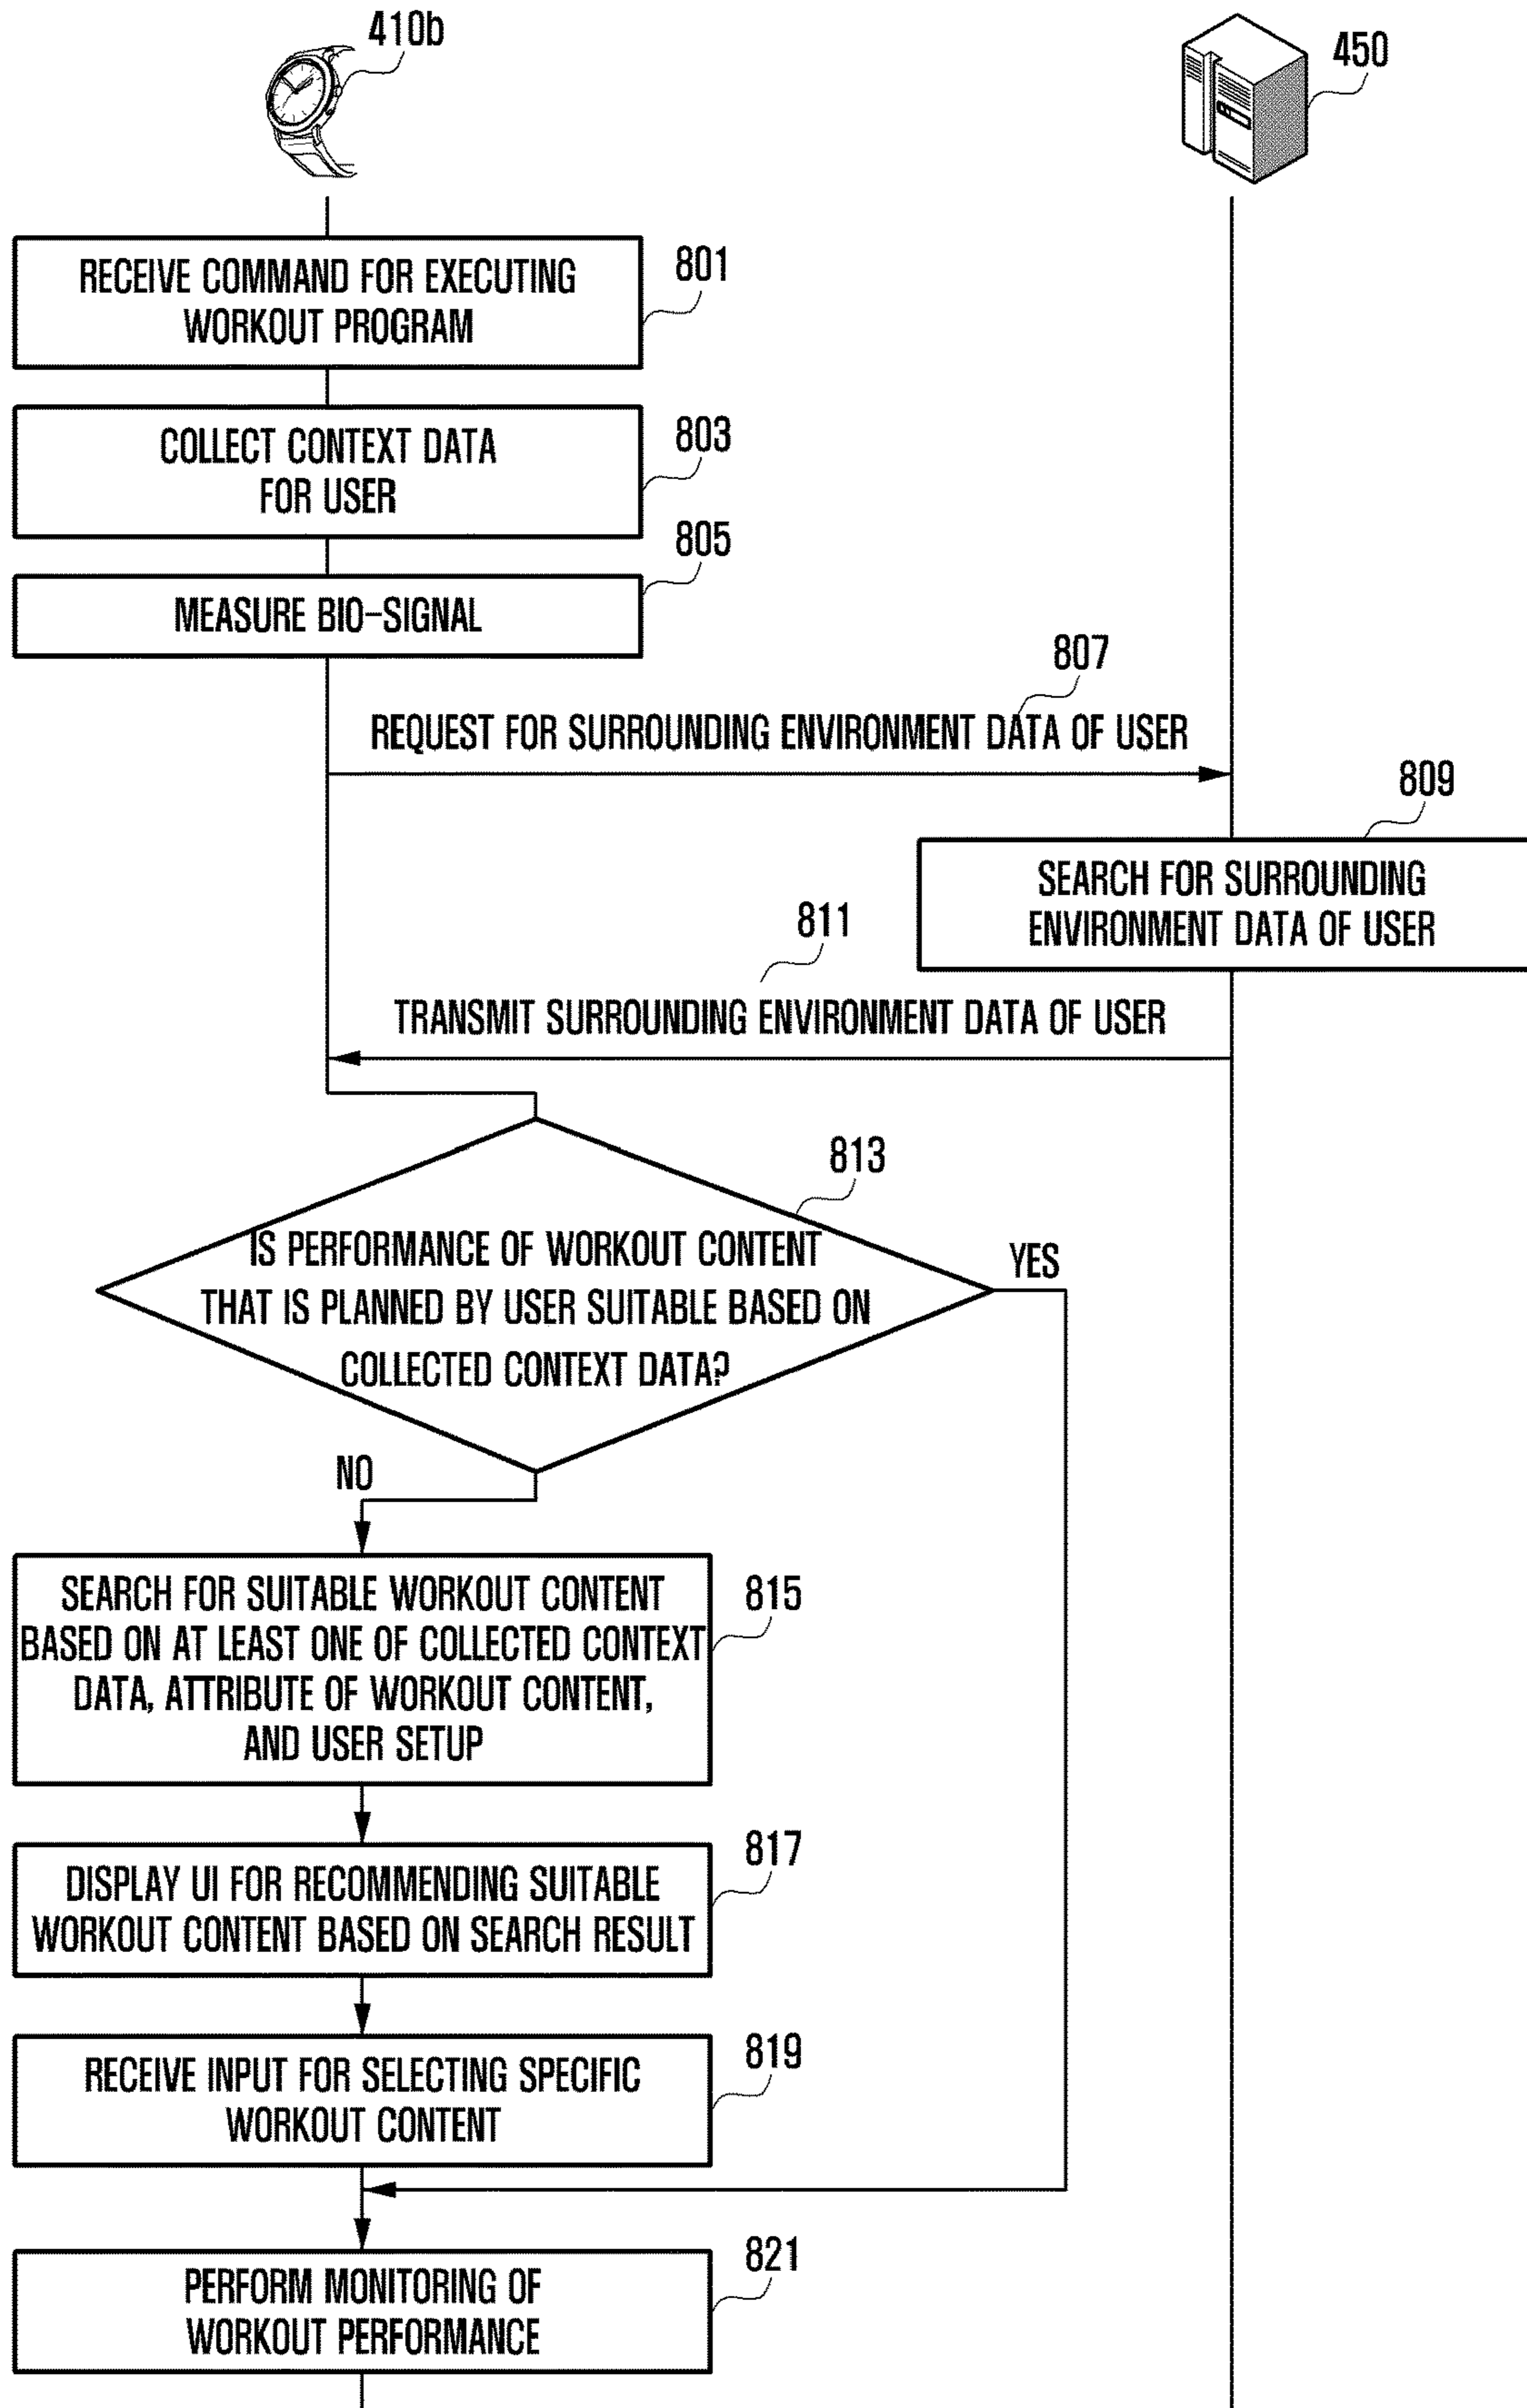 410b
450
RECEIVE COMMAND FOR EXECUTING
WORKOUT PROGRAM
801
COLLECT CONTEXT DATA
FOR USER
803
805
MEASURE BIO-SIGNAL
807
REQUEST FOR SURROUNDING ENVIRONMENT DATA OF USER
809
SEARCH FOR SURROUNDING
ENVIRONMENT DATA OF USER
811
TRANSMIT SURROUNDING ENVIRONMENT DATA OF USER
813
IS PERFORMANCE OF WORKOUT CONTENT
THAT IS PLANNED BY USER SUITABLE BASED ON
COLLECTED CONTEXT DATA?
YES
NO
SEARCH FOR SUITABLE WORKOUT CONTENT
BASED ON AT LEAST ONE OF COLLECTED CONTEXT
DATA, ATTRIBUTE OF WORKOUT CONTENT,
AND USER SETUP
815
DISPLAY UI FOR RECOMMENDING SUITABLE
WORKOUT CONTENT BASED ON SEARCH RESULT
817
RECEIVE INPUT FOR SELECTING SPECIFIC
WORKOUT CONTENT
819
PERFORM MONITORING OF
WORKOUT PERFORMANCE
821